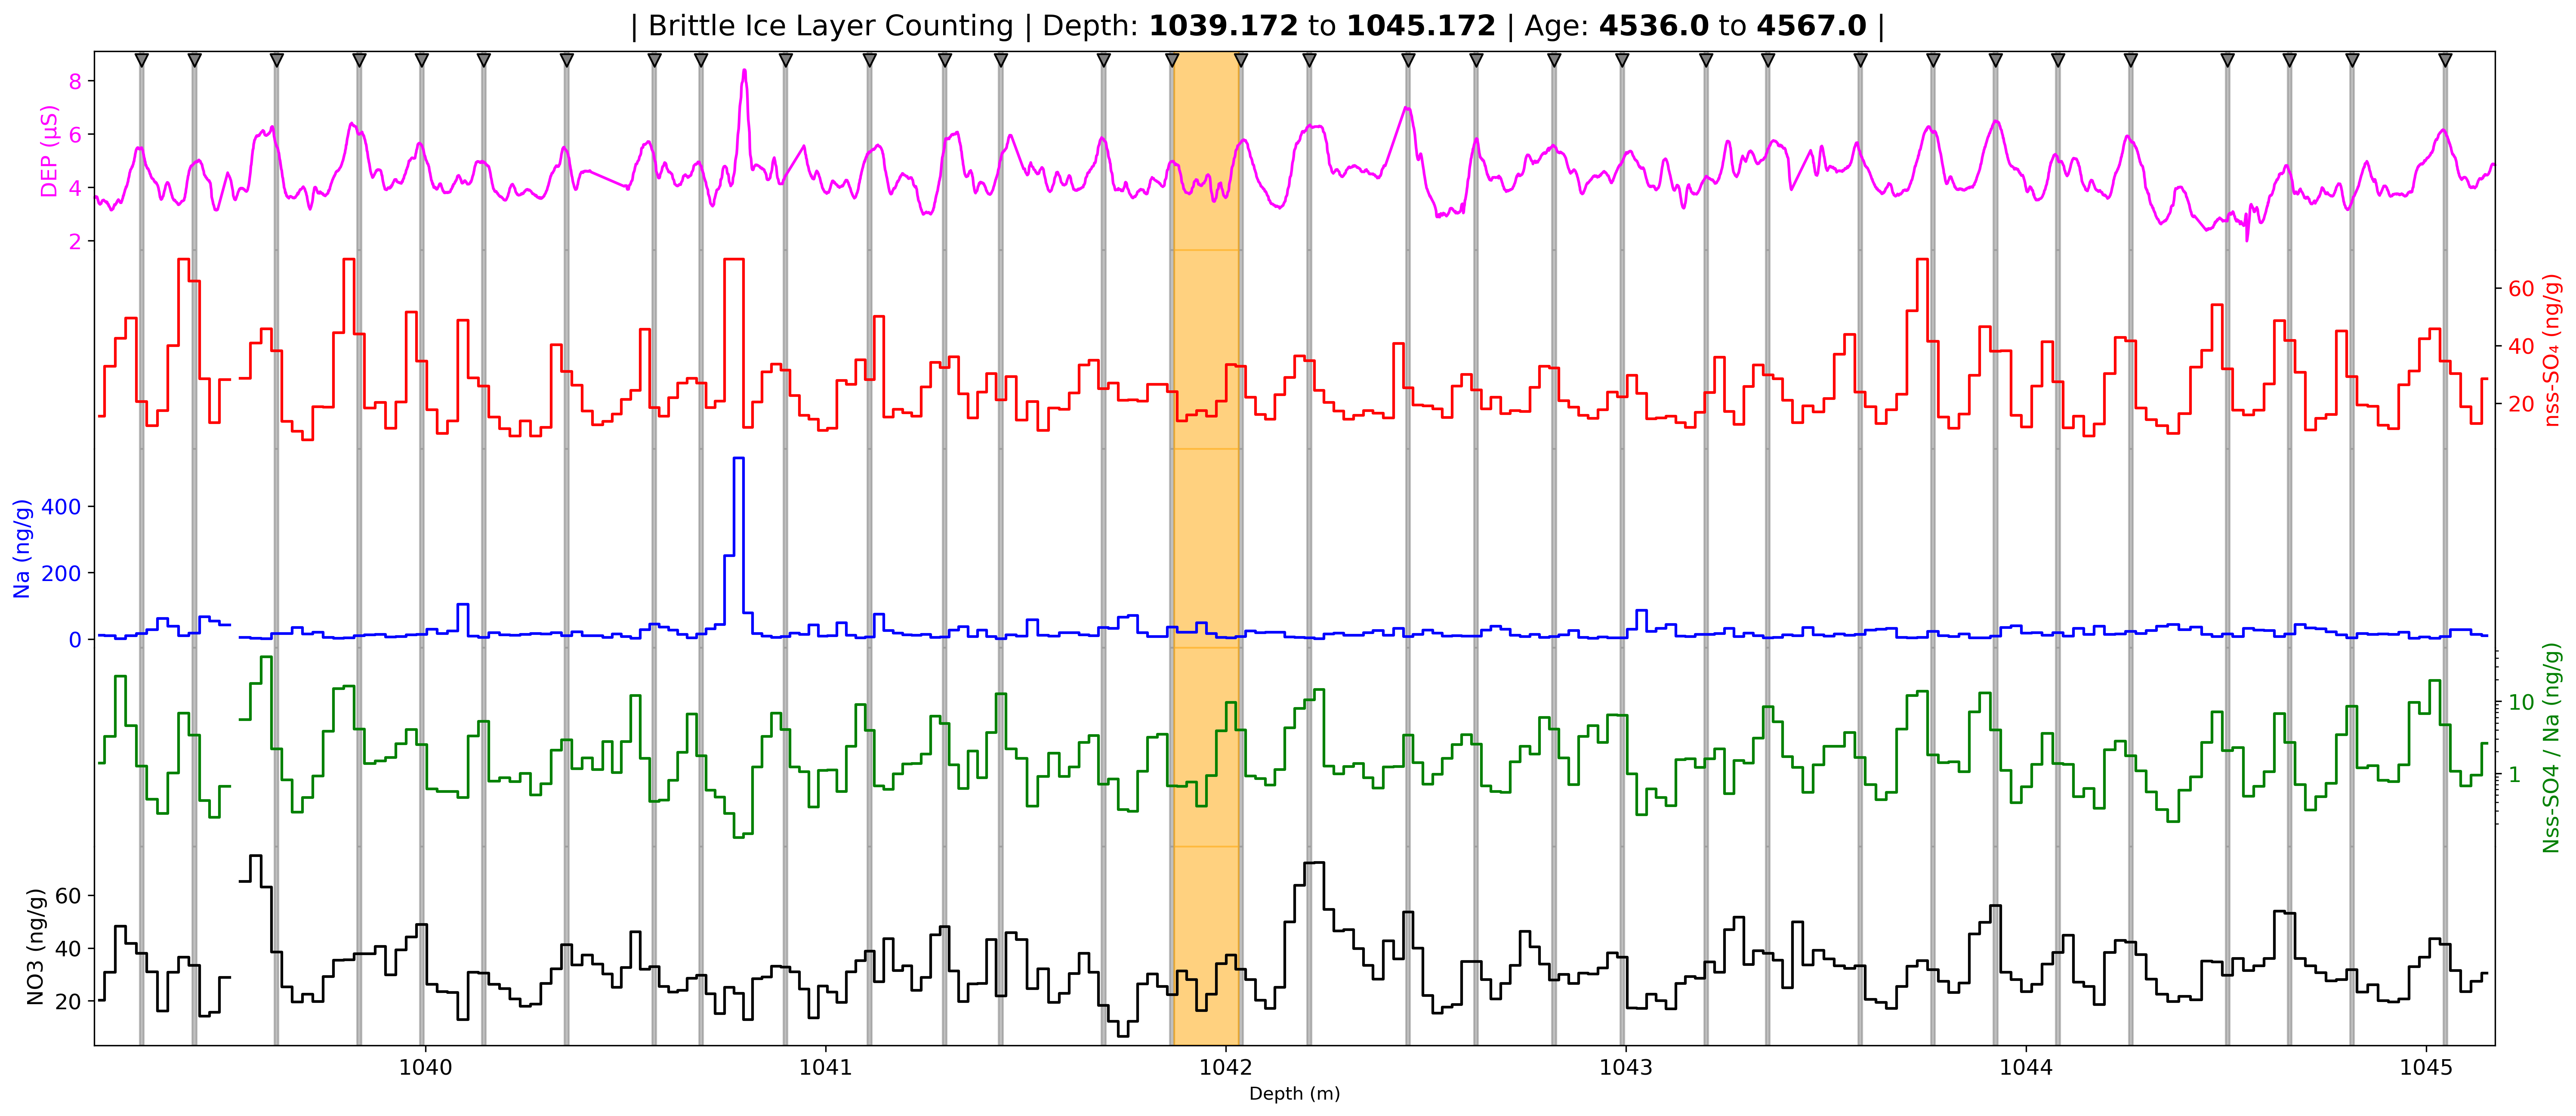 | Brittle Ice Layer Counting | Depth: 1039.172 to 1045.172 | Age: 4536.0 to 4567.0 |
DEP (µS)
8
6
4
2
nss-SO₄ (ng/g)
60
40
20
Na (ng/g)
400
200
0
Nss-SO4 / Na (ng/g)
10
1
NO3 (ng/g)
60
40
20
1040 1041 1042 1043 1044 1045
Depth (m)